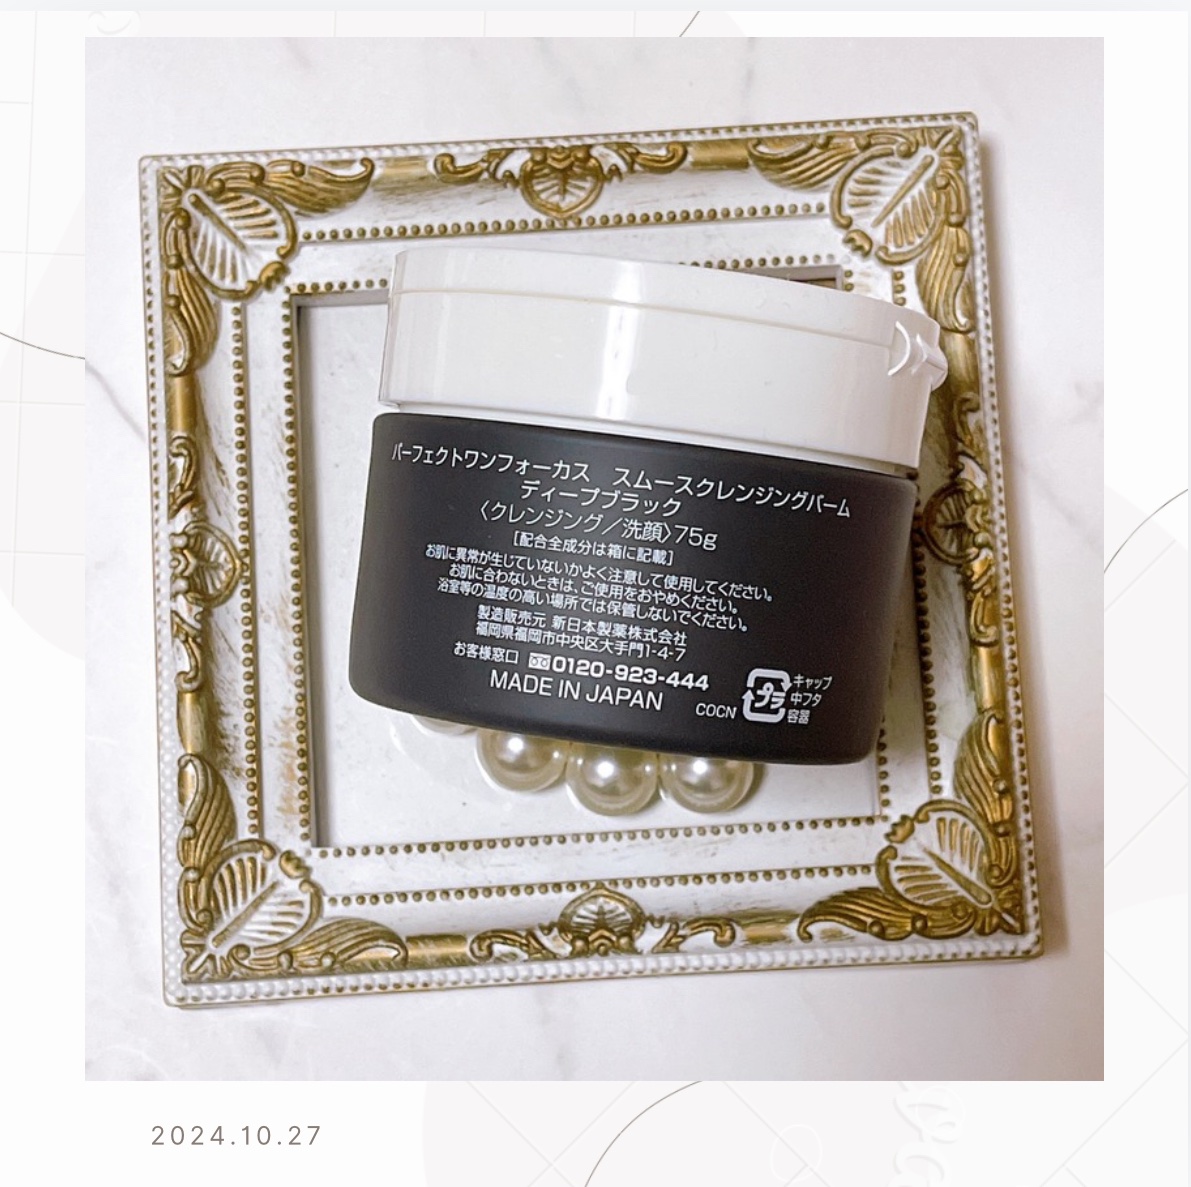 パーフェクトワンフォーカス　スムースクレンジングバーム
ディープブラック
〈クレンジング／洗顔〉75g
[配合全成分は箱に記載]
お肌に異常が生じていないかよく注意して使用してください。
お肌に合わないときは、ご使用をおやめください。
浴室等の温度の高い場所では保管しないでください。
製造販売元 新日本製薬株式会社
福岡県福岡市中央区大手門1-4-7
お客様窓口 0120-923-444
MADE IN JAPAN
COCN
プラ
キャップ
中フタ
容器
2024.10.27